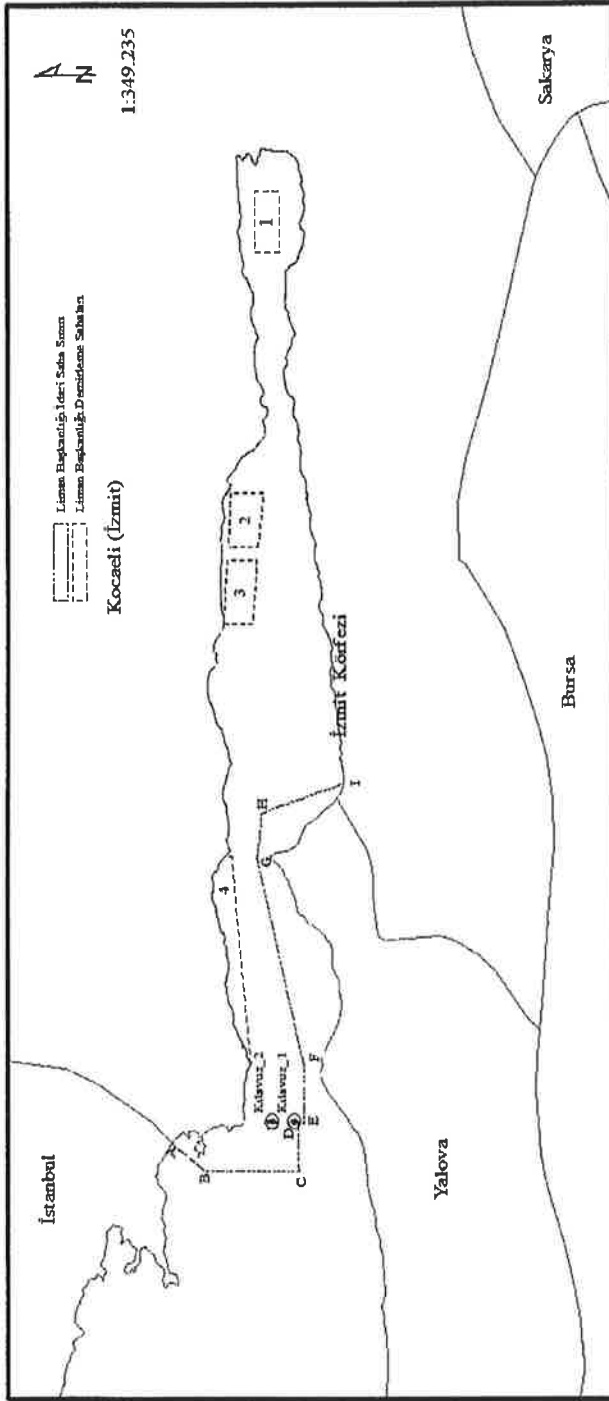 N
1:349.235
Liman Başkanlığı İdari Saha Sınırı
Liman Başkanlığı Demirleme Sahaları
Kocaeli (İzmit)
İstanbul
Sakarya
1
2
3
4
İzmit Körfezi
A
B
C
D
E
F
G
H
I
Kılavuz_2
Kılavuz_1
Yalova
Bursa